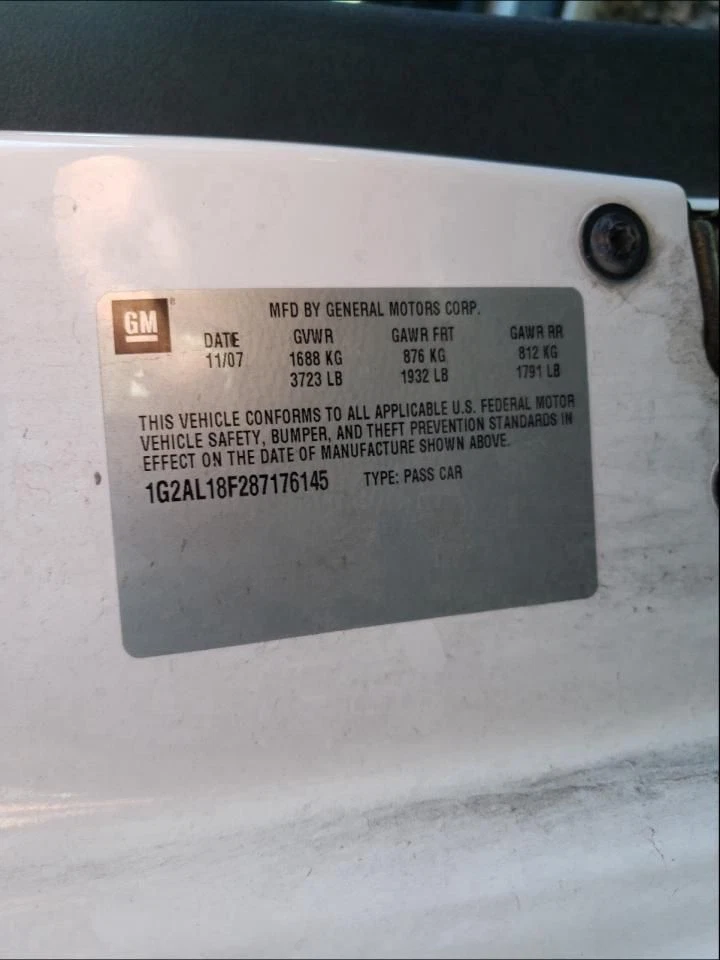 GM ®
MFD BY GENERAL MOTORS CORP.
DATE GVWR GAWR FRT GAWR RR
11/07 1688 KG 876 KG 812 KG
3723 LB 1932 LB 1791 LB
THIS VEHICLE CONFORMS TO ALL APPLICABLE U.S. FEDERAL MOTOR
VEHICLE SAFETY, BUMPER, AND THEFT PREVENTION STANDARDS IN
EFFECT ON THE DATE OF MANUFACTURE SHOWN ABOVE.
1G2AL18F287176145 TYPE: PASS CAR